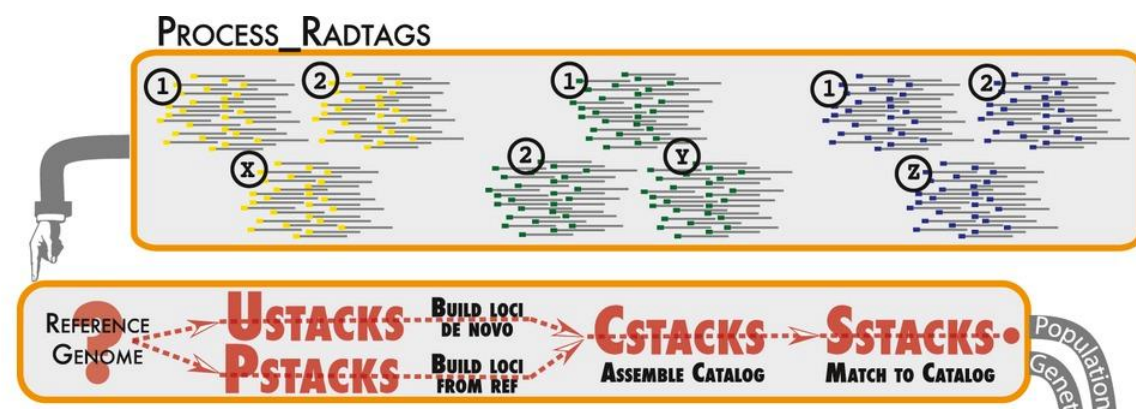 PROCESS_RADTAGS
1
2
1
1
2
X
2
Y
Z
?
REFERENCE
GENOME
USTACKS
BUILD LOCI
DE NOVO
PSTACKS
BUILD LOCI
FROM REF
CSTACKS
ASSEMBLE CATALOG
SSTACKS
MATCH TO CATALOG
Population
Genet